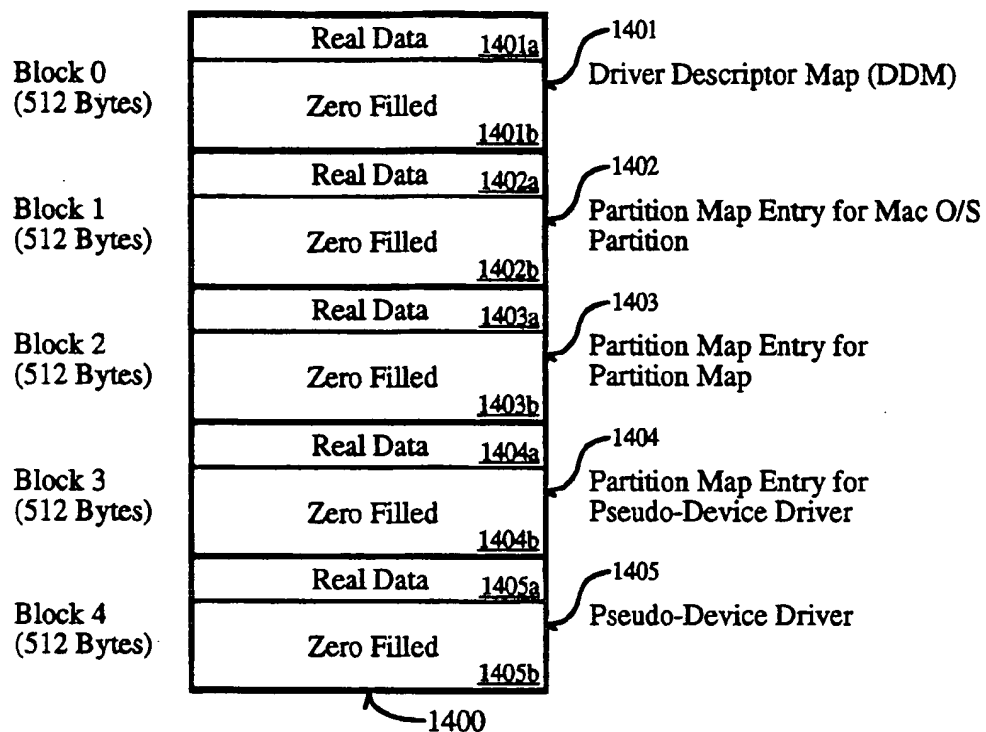 Real Data 1401a
1401
Block 0
(512 Bytes)
Driver Descriptor Map (DDM)
Zero Filled
1401b
Real Data 1402a
1402
Block 1
(512 Bytes)
Partition Map Entry for Mac O/S
Partition
Zero Filled
1402b
Real Data 1403a
1403
Block 2
(512 Bytes)
Partition Map Entry for
Partition Map
Zero Filled
1403b
Real Data 1404a
1404
Block 3
(512 Bytes)
Partition Map Entry for
Pseudo-Device Driver
Zero Filled
1404b
Real Data 1405a
1405
Block 4
(512 Bytes)
Pseudo-Device Driver
Zero Filled
1405b
1400